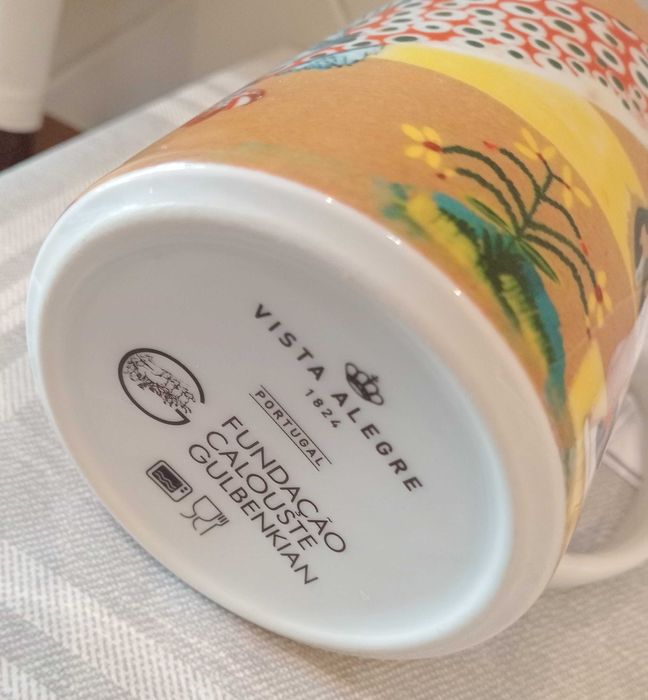 VISTA ALEGRE
1824
PORTUGAL
FUNDAÇÃO
CALOUSTE
GULBENKIAN